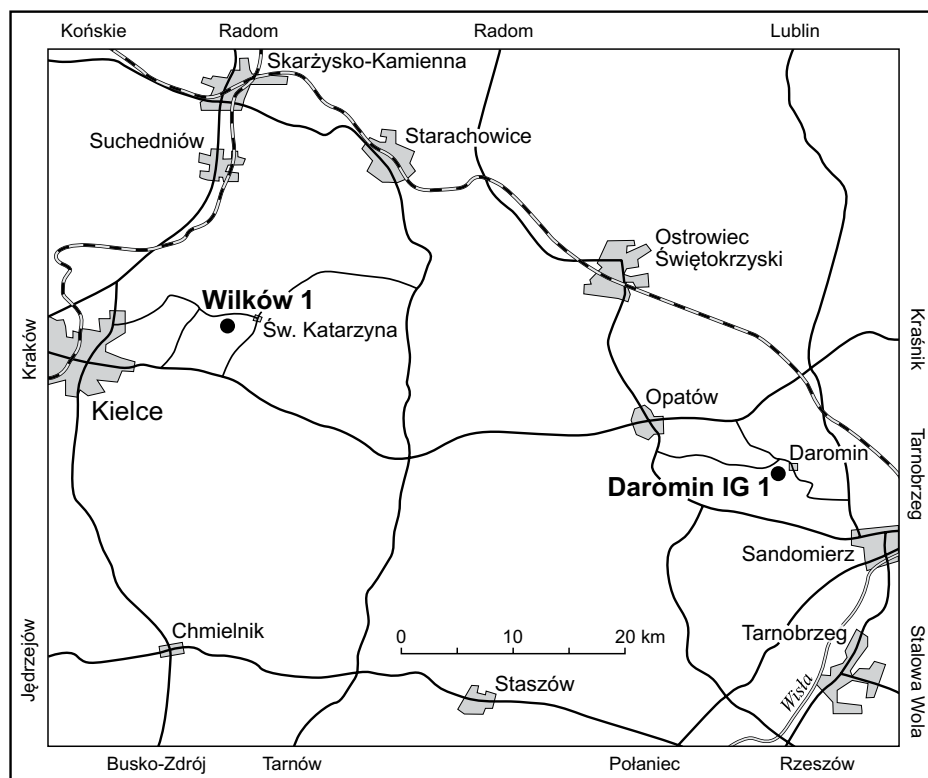 Końskie
Radom
Radom
Lublin
Skarżysko-Kamienna
Suchedniów
Starachowice
Ostrowiec
Świętokrzyski
Wilków 1
Św. Katarzyna
Kraków
Kraśnik
Kielce
Opatów
Daromin
Tarnobrzeg
Daromin IG 1
Sandomierz
Chmielnik
0 10 20 km
Tarnobrzeg
Jędrzejów
Stalowa Wola
Staszów
Wisła
Busko-Zdrój
Tarnów
Połaniec
Rzeszów